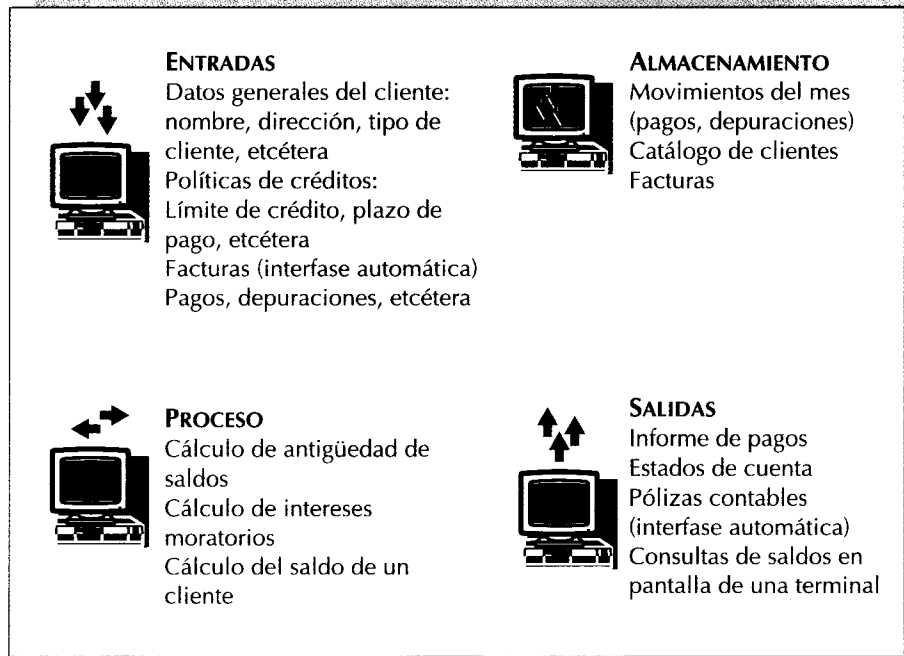 ENTRADAS
Datos generales del cliente:
nombre, dirección, tipo de
cliente, etcétera
Políticas de créditos:
Límite de crédito, plazo de
pago, etcétera
Facturas (interfase automática)
Pagos, depuraciones, etcétera
ALMACENAMIENTO
Movimientos del mes
(pagos, depuraciones)
Catálogo de clientes
Facturas
PROCESO
Cálculo de antigüedad de
saldos
Cálculo de intereses
moratorios
Cálculo del saldo de un
cliente
SALIDAS
Informe de pagos
Estados de cuenta
Pólizas contables
(interfase automática)
Consultas de saldos en
pantalla de una terminal